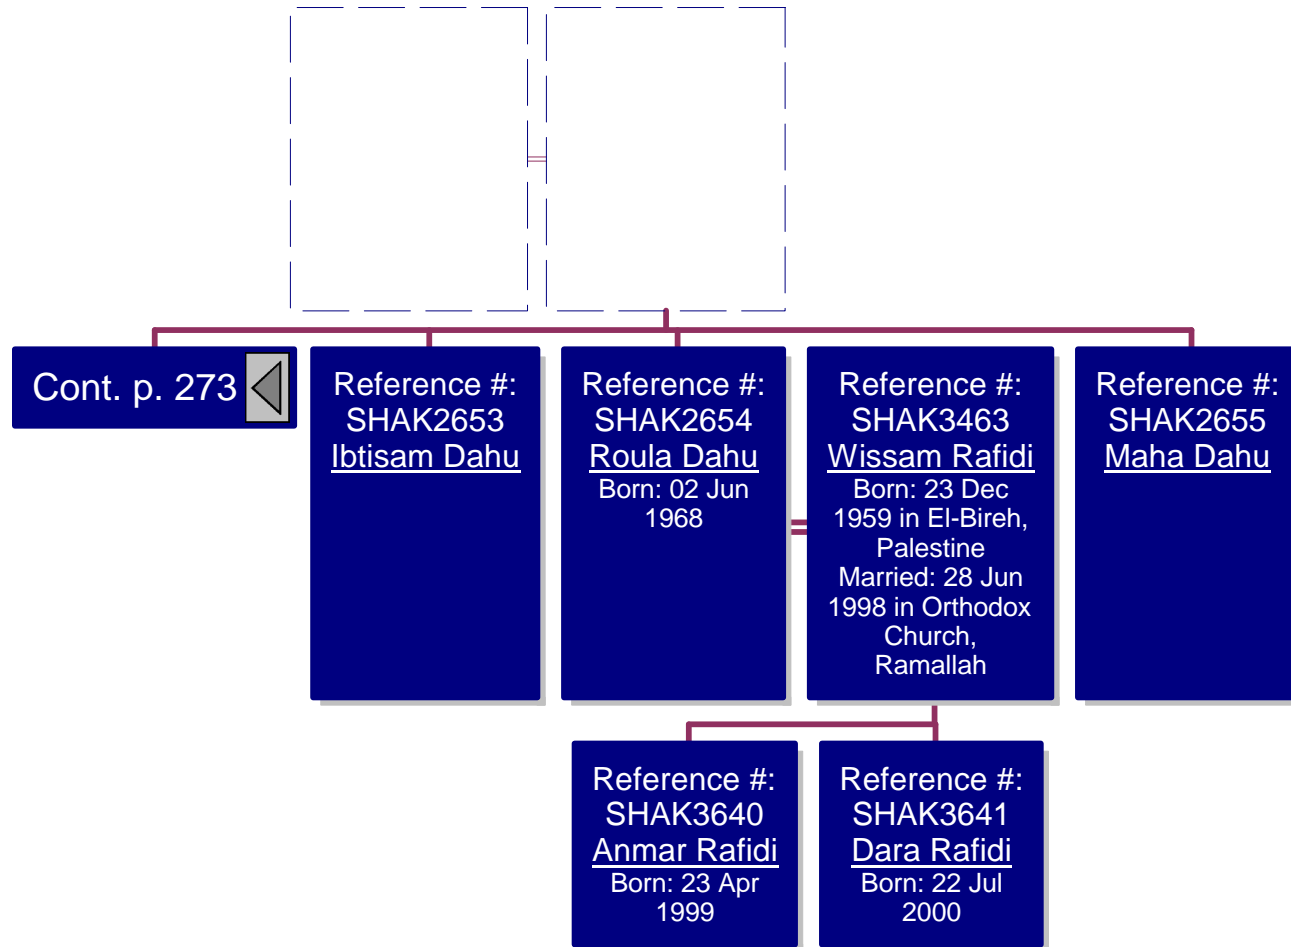 Cont. p. 273
Reference #:
SHAK2653
Ibtisam Dahu
Reference #:
SHAK2654
Roula Dahu
Born: 02 Jun
1968
Reference #:
SHAK3463
Wissam Rafidi
Born: 23 Dec
1959 in El-Bireh,
Palestine
Married: 28 Jun
1998 in Orthodox
Church,
Ramallah
Reference #:
SHAK2655
Maha Dahu
Reference #:
SHAK3640
Anmar Rafidi
Born: 23 Apr
1999
Reference #:
SHAK3641
Dara Rafidi
Born: 22 Jul
2000